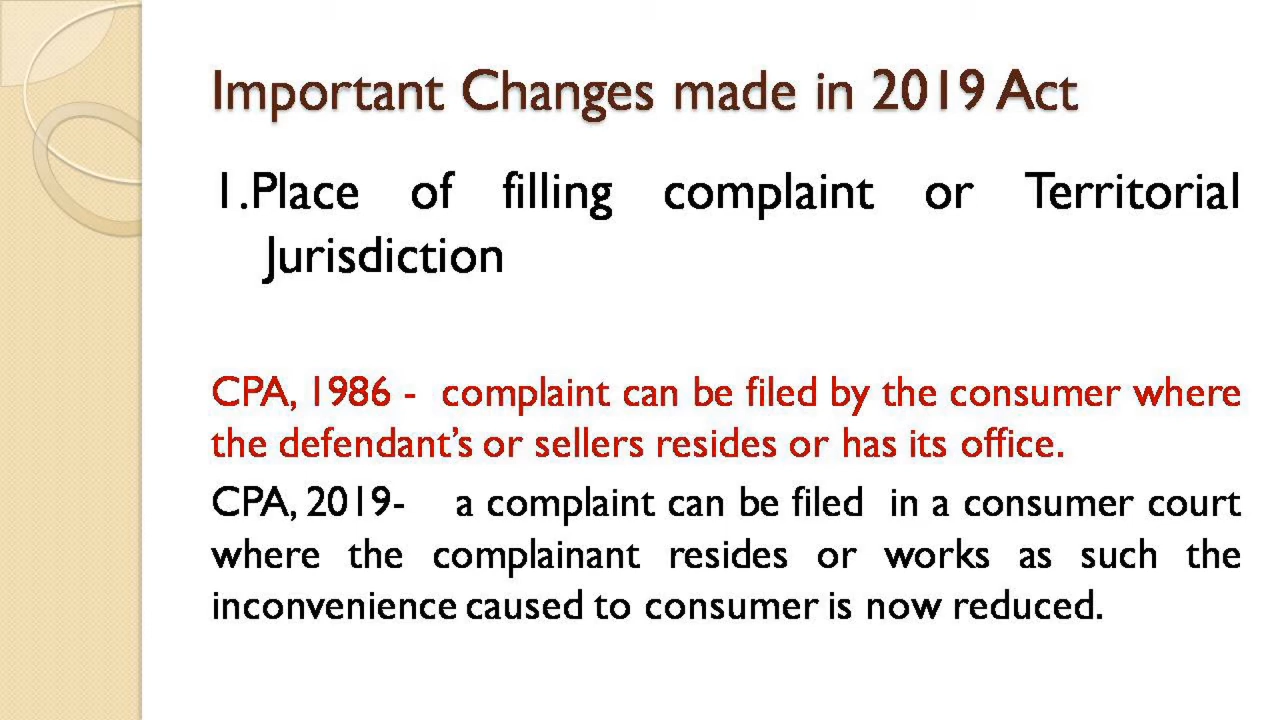 Important Changes made in 2019 Act
1.Place of filling complaint or Territorial
Jurisdiction
CPA, 1986 - complaint can be filed by the consumer where
the defendant's or sellers resides or has its office.
CPA, 2019- a complaint can be filed in a consumer court
where the complainant resides or works as such the
inconvenience caused to consumer is now reduced.